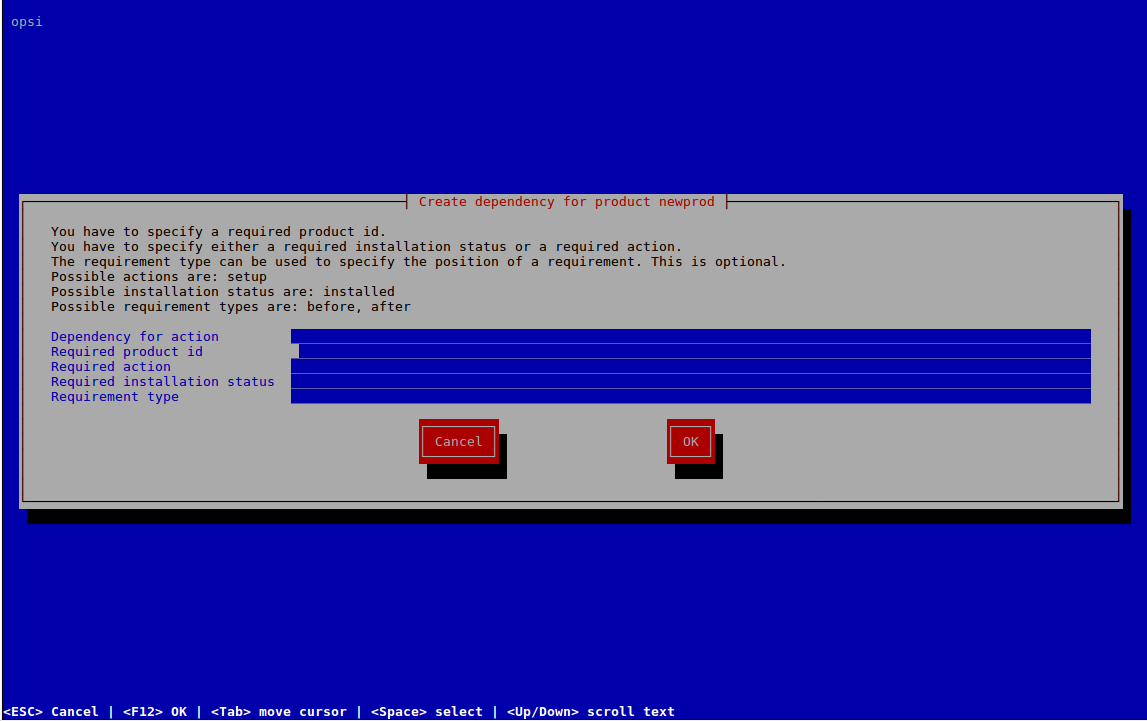 opsi
Create dependency for product newprod
You have to specify a required product id.
You have to specify either a required installation status or a required action.
The requirement type can be used to specify the position of a requirement. This is optional.
Possible actions are: setup
Possible installation status are: installed
Possible requirement types are: before, after
Dependency for action
Required product id
Required action
Required installation status
Requirement type
Cancel OK
<ESC> Cancel | <F12> OK | <Tab> move cursor | <Space> select | <Up/Down> scroll text